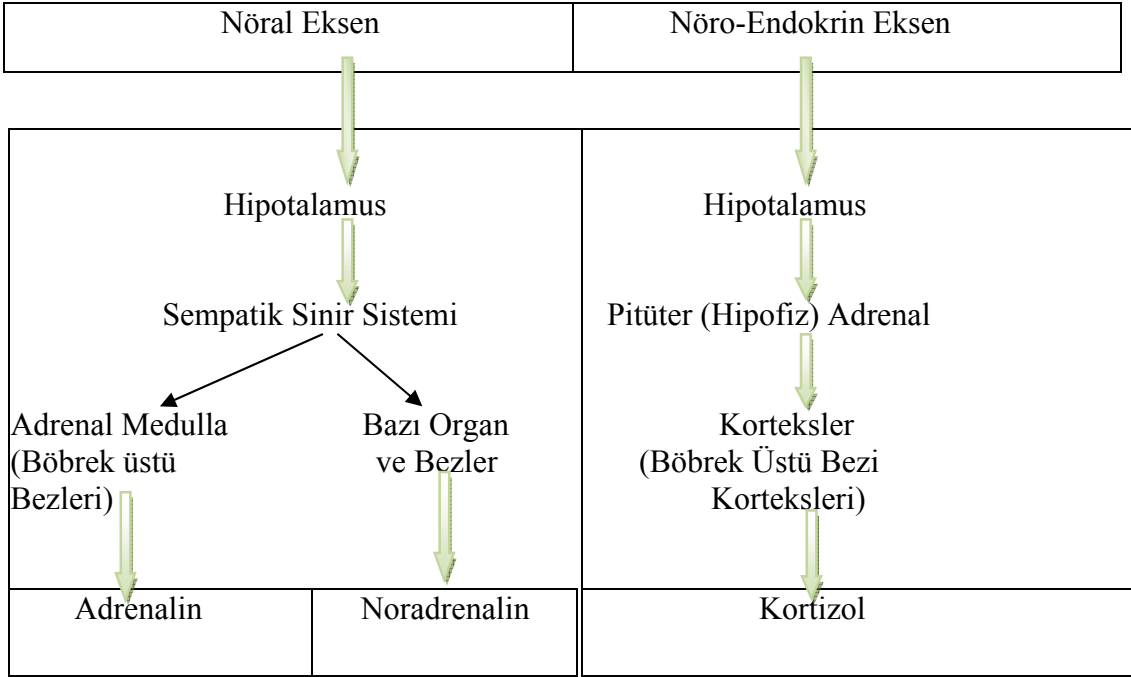 Nöral Eksen
Nöro-Endokrin Eksen
Hipotalamus
Hipotalamus
Sempatik Sinir Sistemi
Pitüter (Hipofiz) Adrenal
Adrenal Medulla
(Böbrek üstü
Bezleri)
Bazı Organ
ve Bezler
Korteksler
(Böbrek Üstü Bezi
Korteksleri)
Adrenalin
Noradrenalin
Kortizol